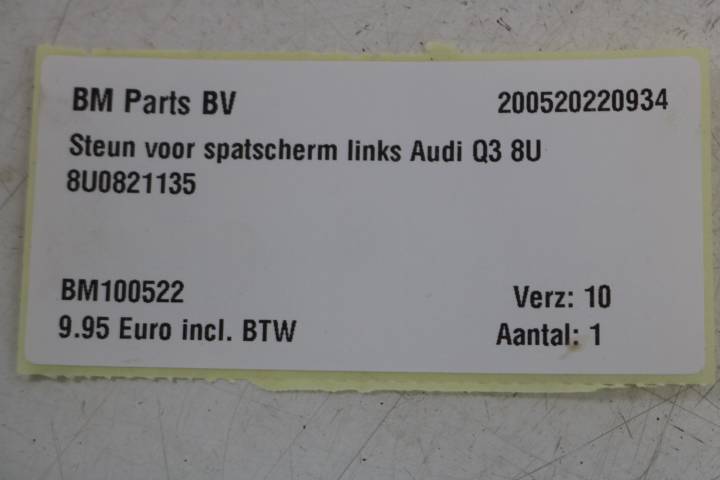 BM Parts BV 200520220934
Steun voor spatscherm links Audi Q3 8U
8U0821135
BM100522 Verz: 10
9.95 Euro incl. BTW Aantal: 1